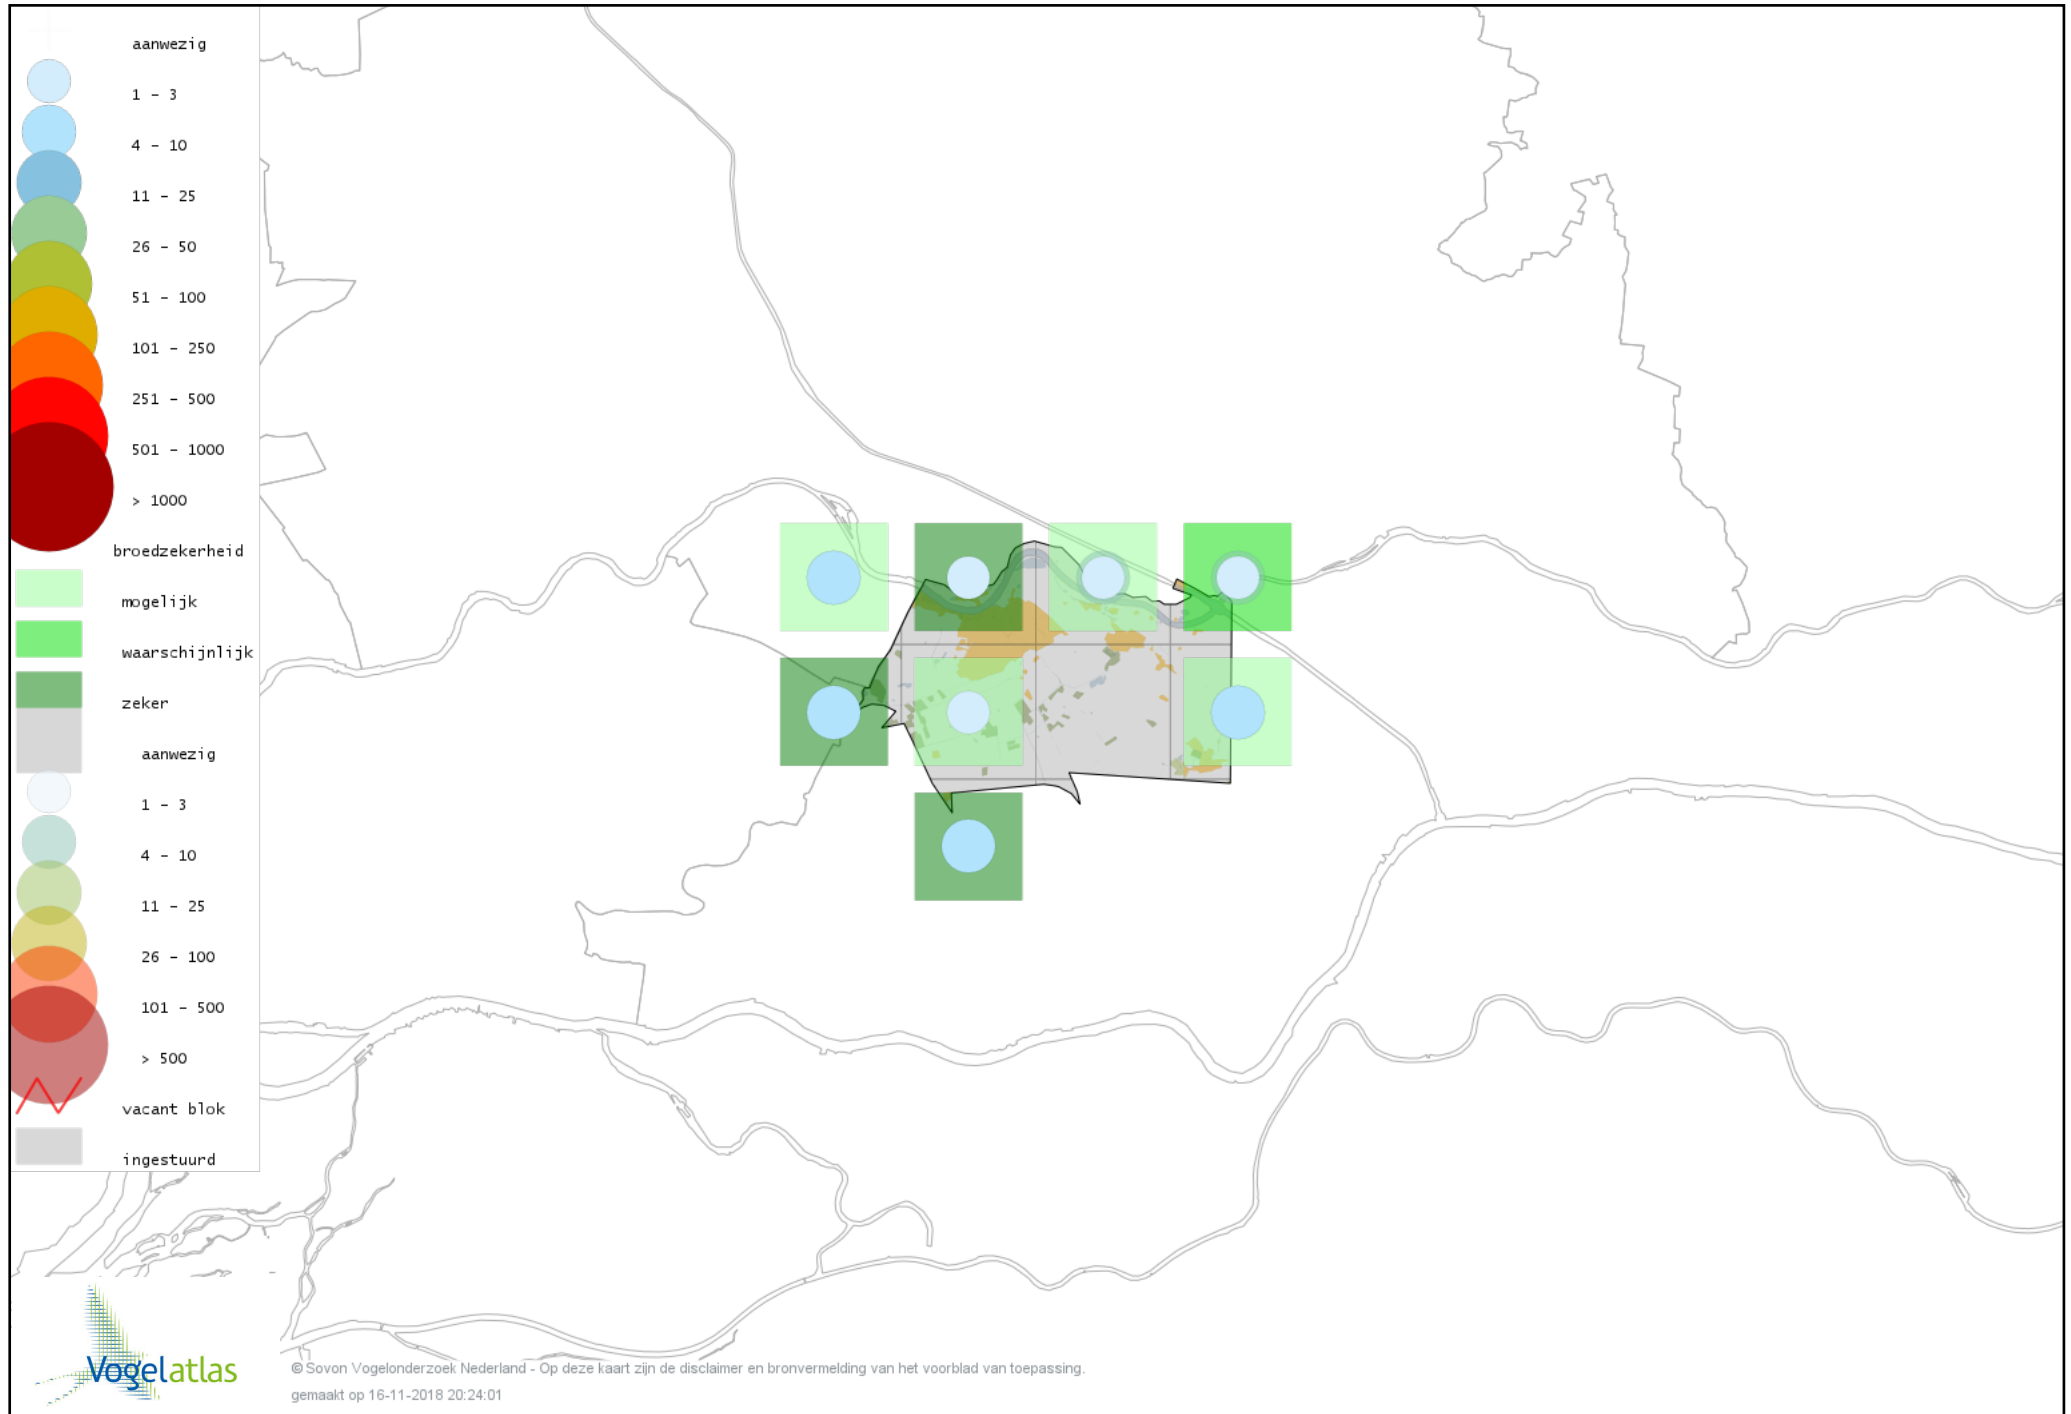 aanwezig
1 - 3
4 - 10
11 - 25
26 - 50
51 - 100
101 - 250
251 - 500
501 - 1000
> 1000
broedzekerheid
mogelijk
waarschijnlijk
zeker
aanwezig
1 - 3
4 - 10
11 - 25
26 - 100
101 - 500
> 500
vacant blok
ingestuurd
Vogelatlas
© Sovon Vogelonderzoek Nederland - Op deze kaart zijn de disclaimer en bronvermelding van het voorblad van toepassing.
gemaakt op 16-11-2018 20:24:01